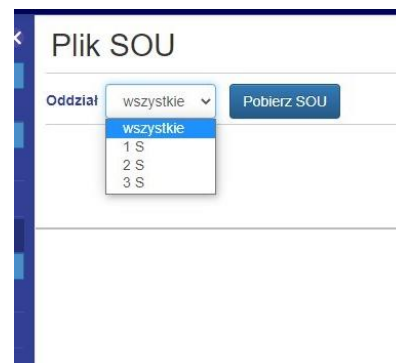 Plik SOU
Oddział wszystkie Pobierz SOU
wszystkie
1 S
2 S
3 S